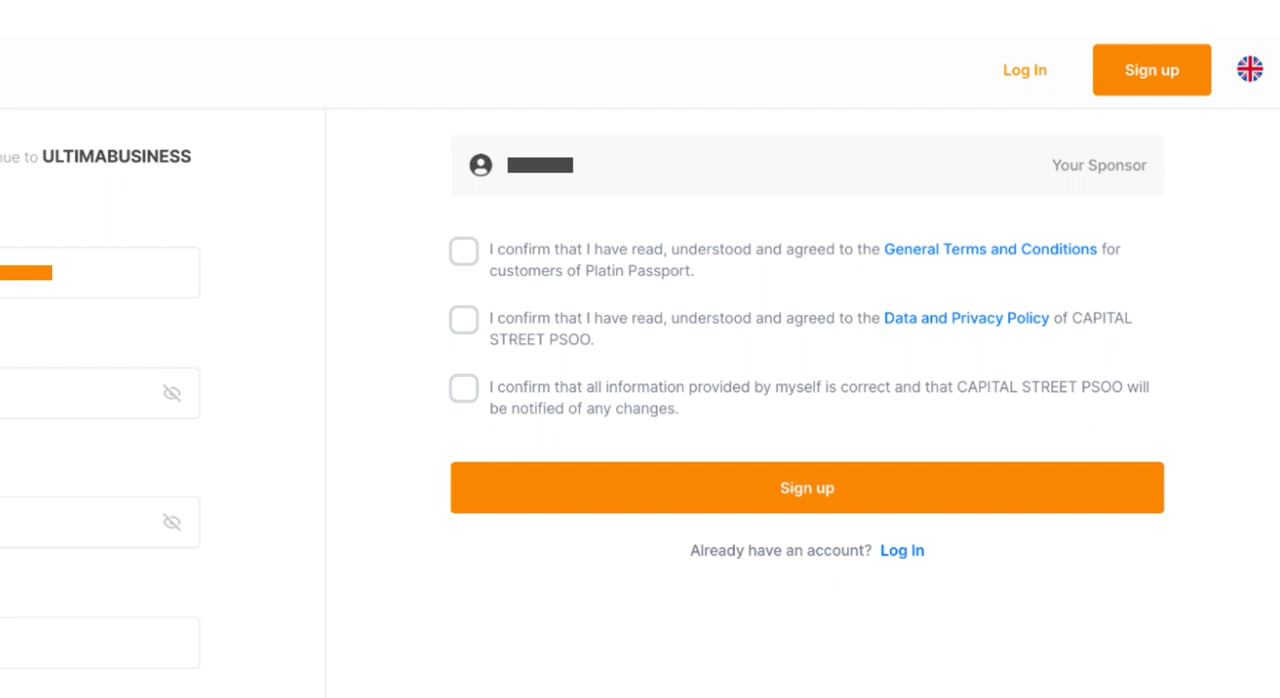 Log In
Sign up
to ULTIMABUSINESS
Your Sponsor
I confirm that I have read, understood and agreed to the General Terms and Conditions for
customers of Platin Passport.
I confirm that I have read, understood and agreed to the Data and Privacy Policy of CAPITAL
STREET PSOO.
I confirm that all information provided by myself is correct and that CAPITAL STREET PSOO will
be notified of any changes.
Sign up
Already have an account? Log In